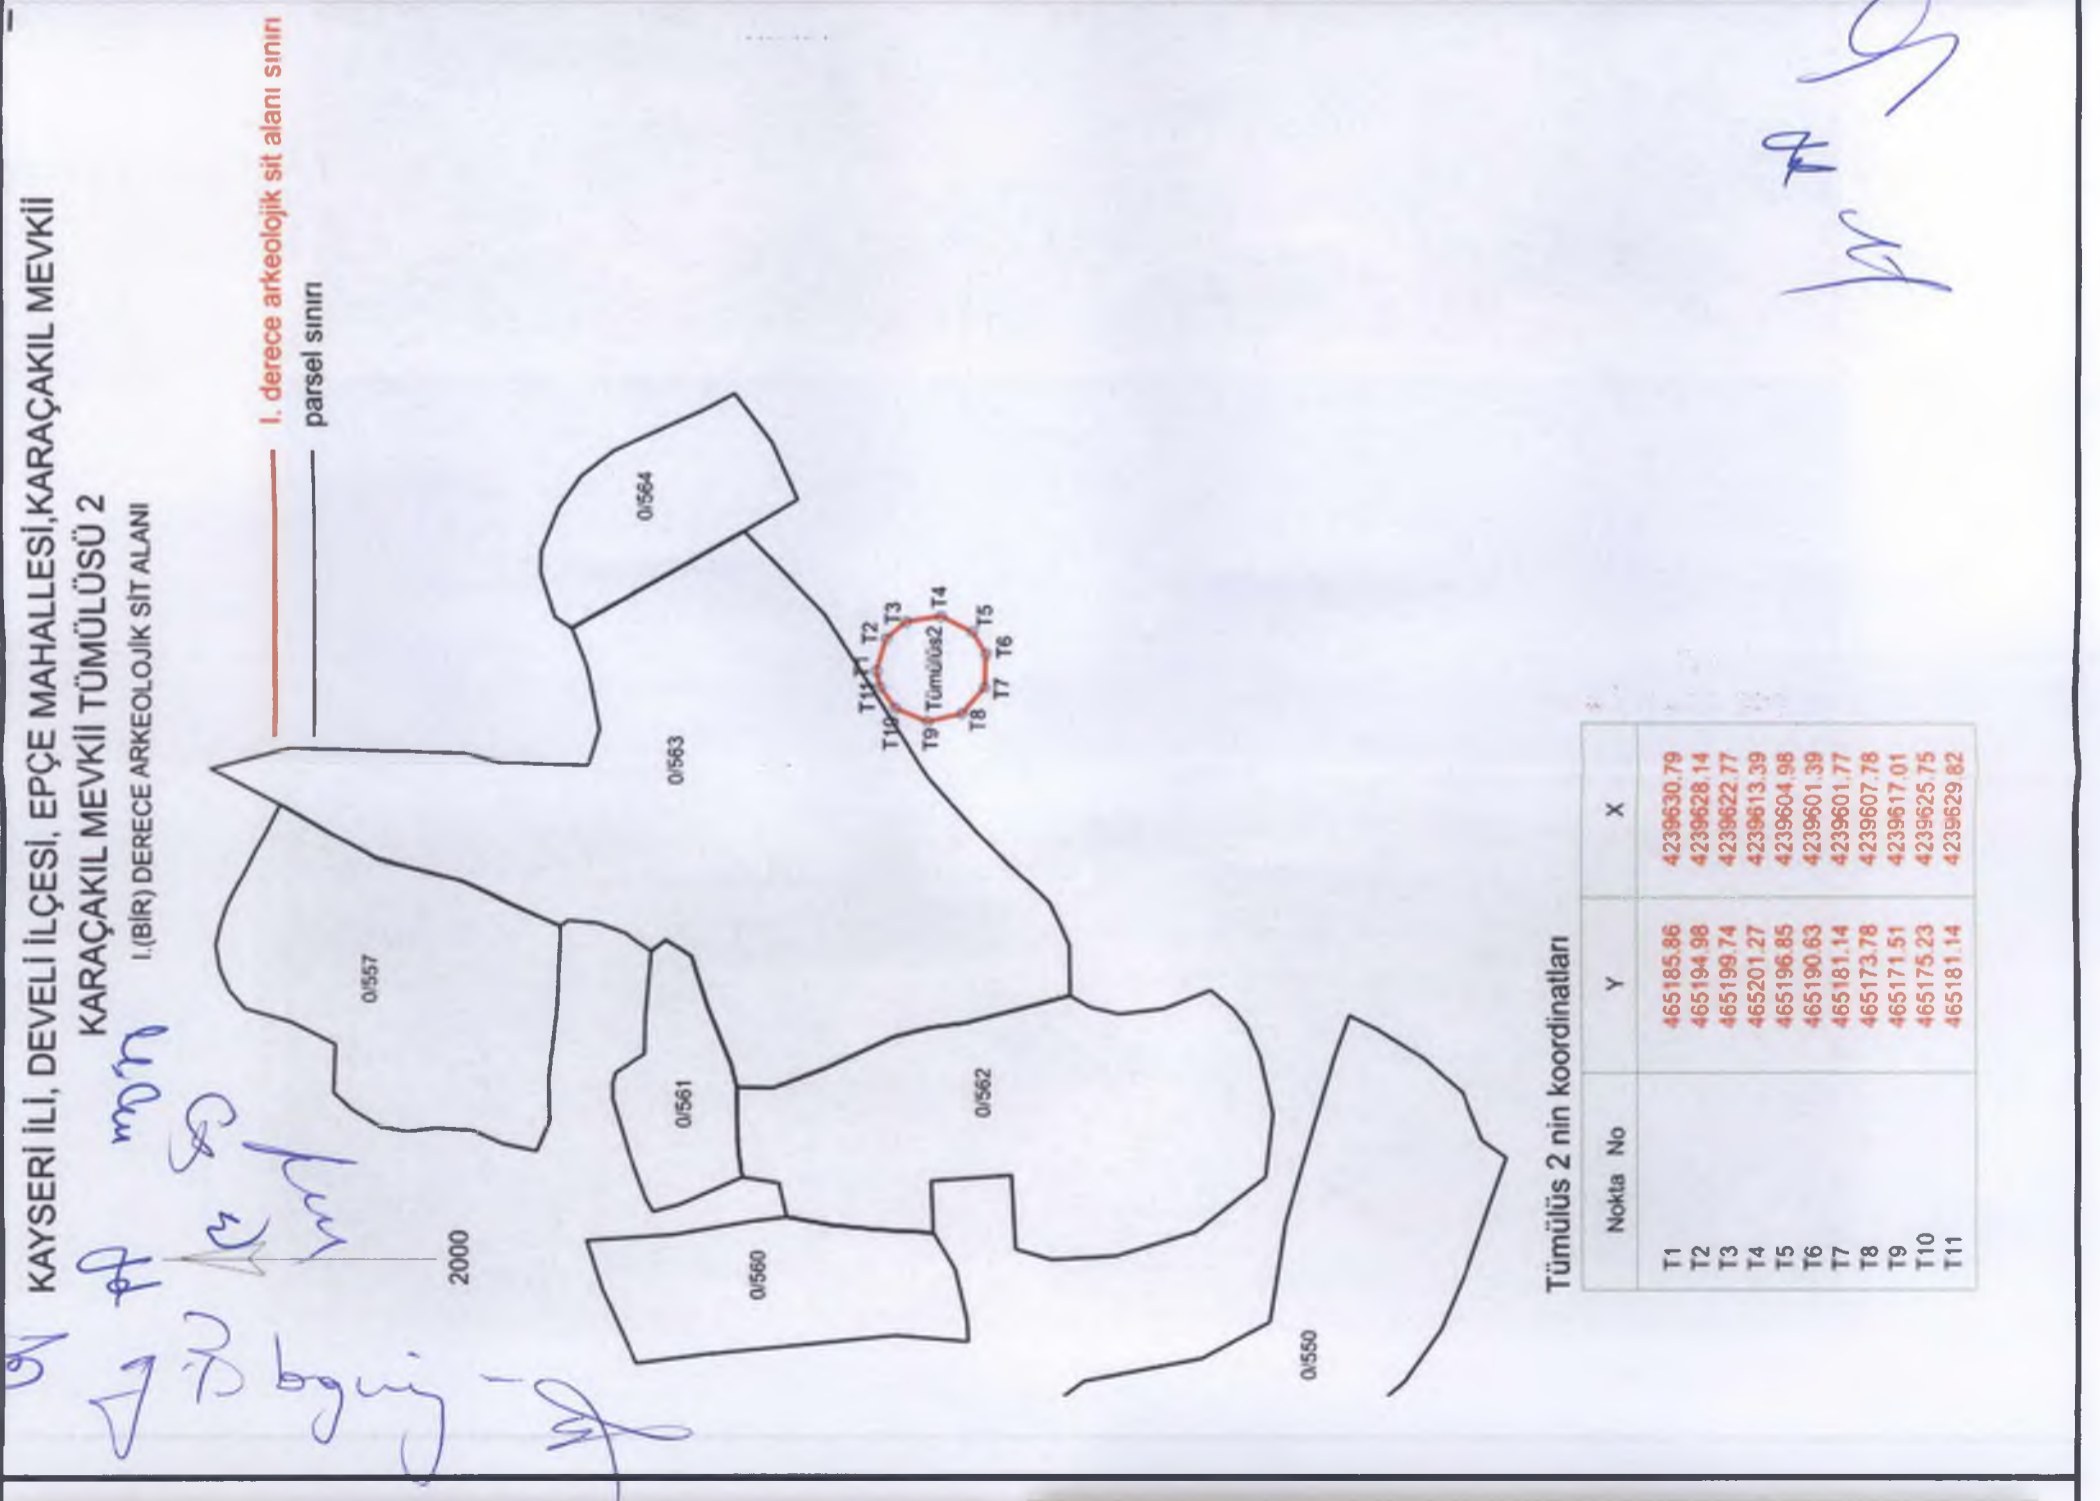 KAYSERİ İLİ, DEVELİ İLÇESİ, EPÇE MAHALLESİ,KARAÇAKIL MEVKİİ
KARAÇAKIL MEVKİİ TÜMÜLÜSÜ 2
I.(BİR) DERECE ARKEOLOJİK SİT ALANI
I. derece arkeolojik sit alanı sınırı
parsel sınırı
2000
0/557
0/564
0/563
0/561
0/560
0/562
0/550
T1
T2
T3
T4
T5
T6
T7
T8
T9
T10
T11
Tümülüs2
Tümülüs 2 nin koordinatları
Nokta No Y X
T1 465185.86 4239630.79
T2 465194.98 4239628.14
T3 465199.74 4239622.77
T4 465201.27 4239613.39
T5 465196.85 4239604.98
T6 465190.63 4239601.39
T7 465181.14 4239601.77
T8 465173.78 4239607.78
T9 465171.51 4239617.01
T10 465175.23 4239625.75
T11 465181.14 4239629.82